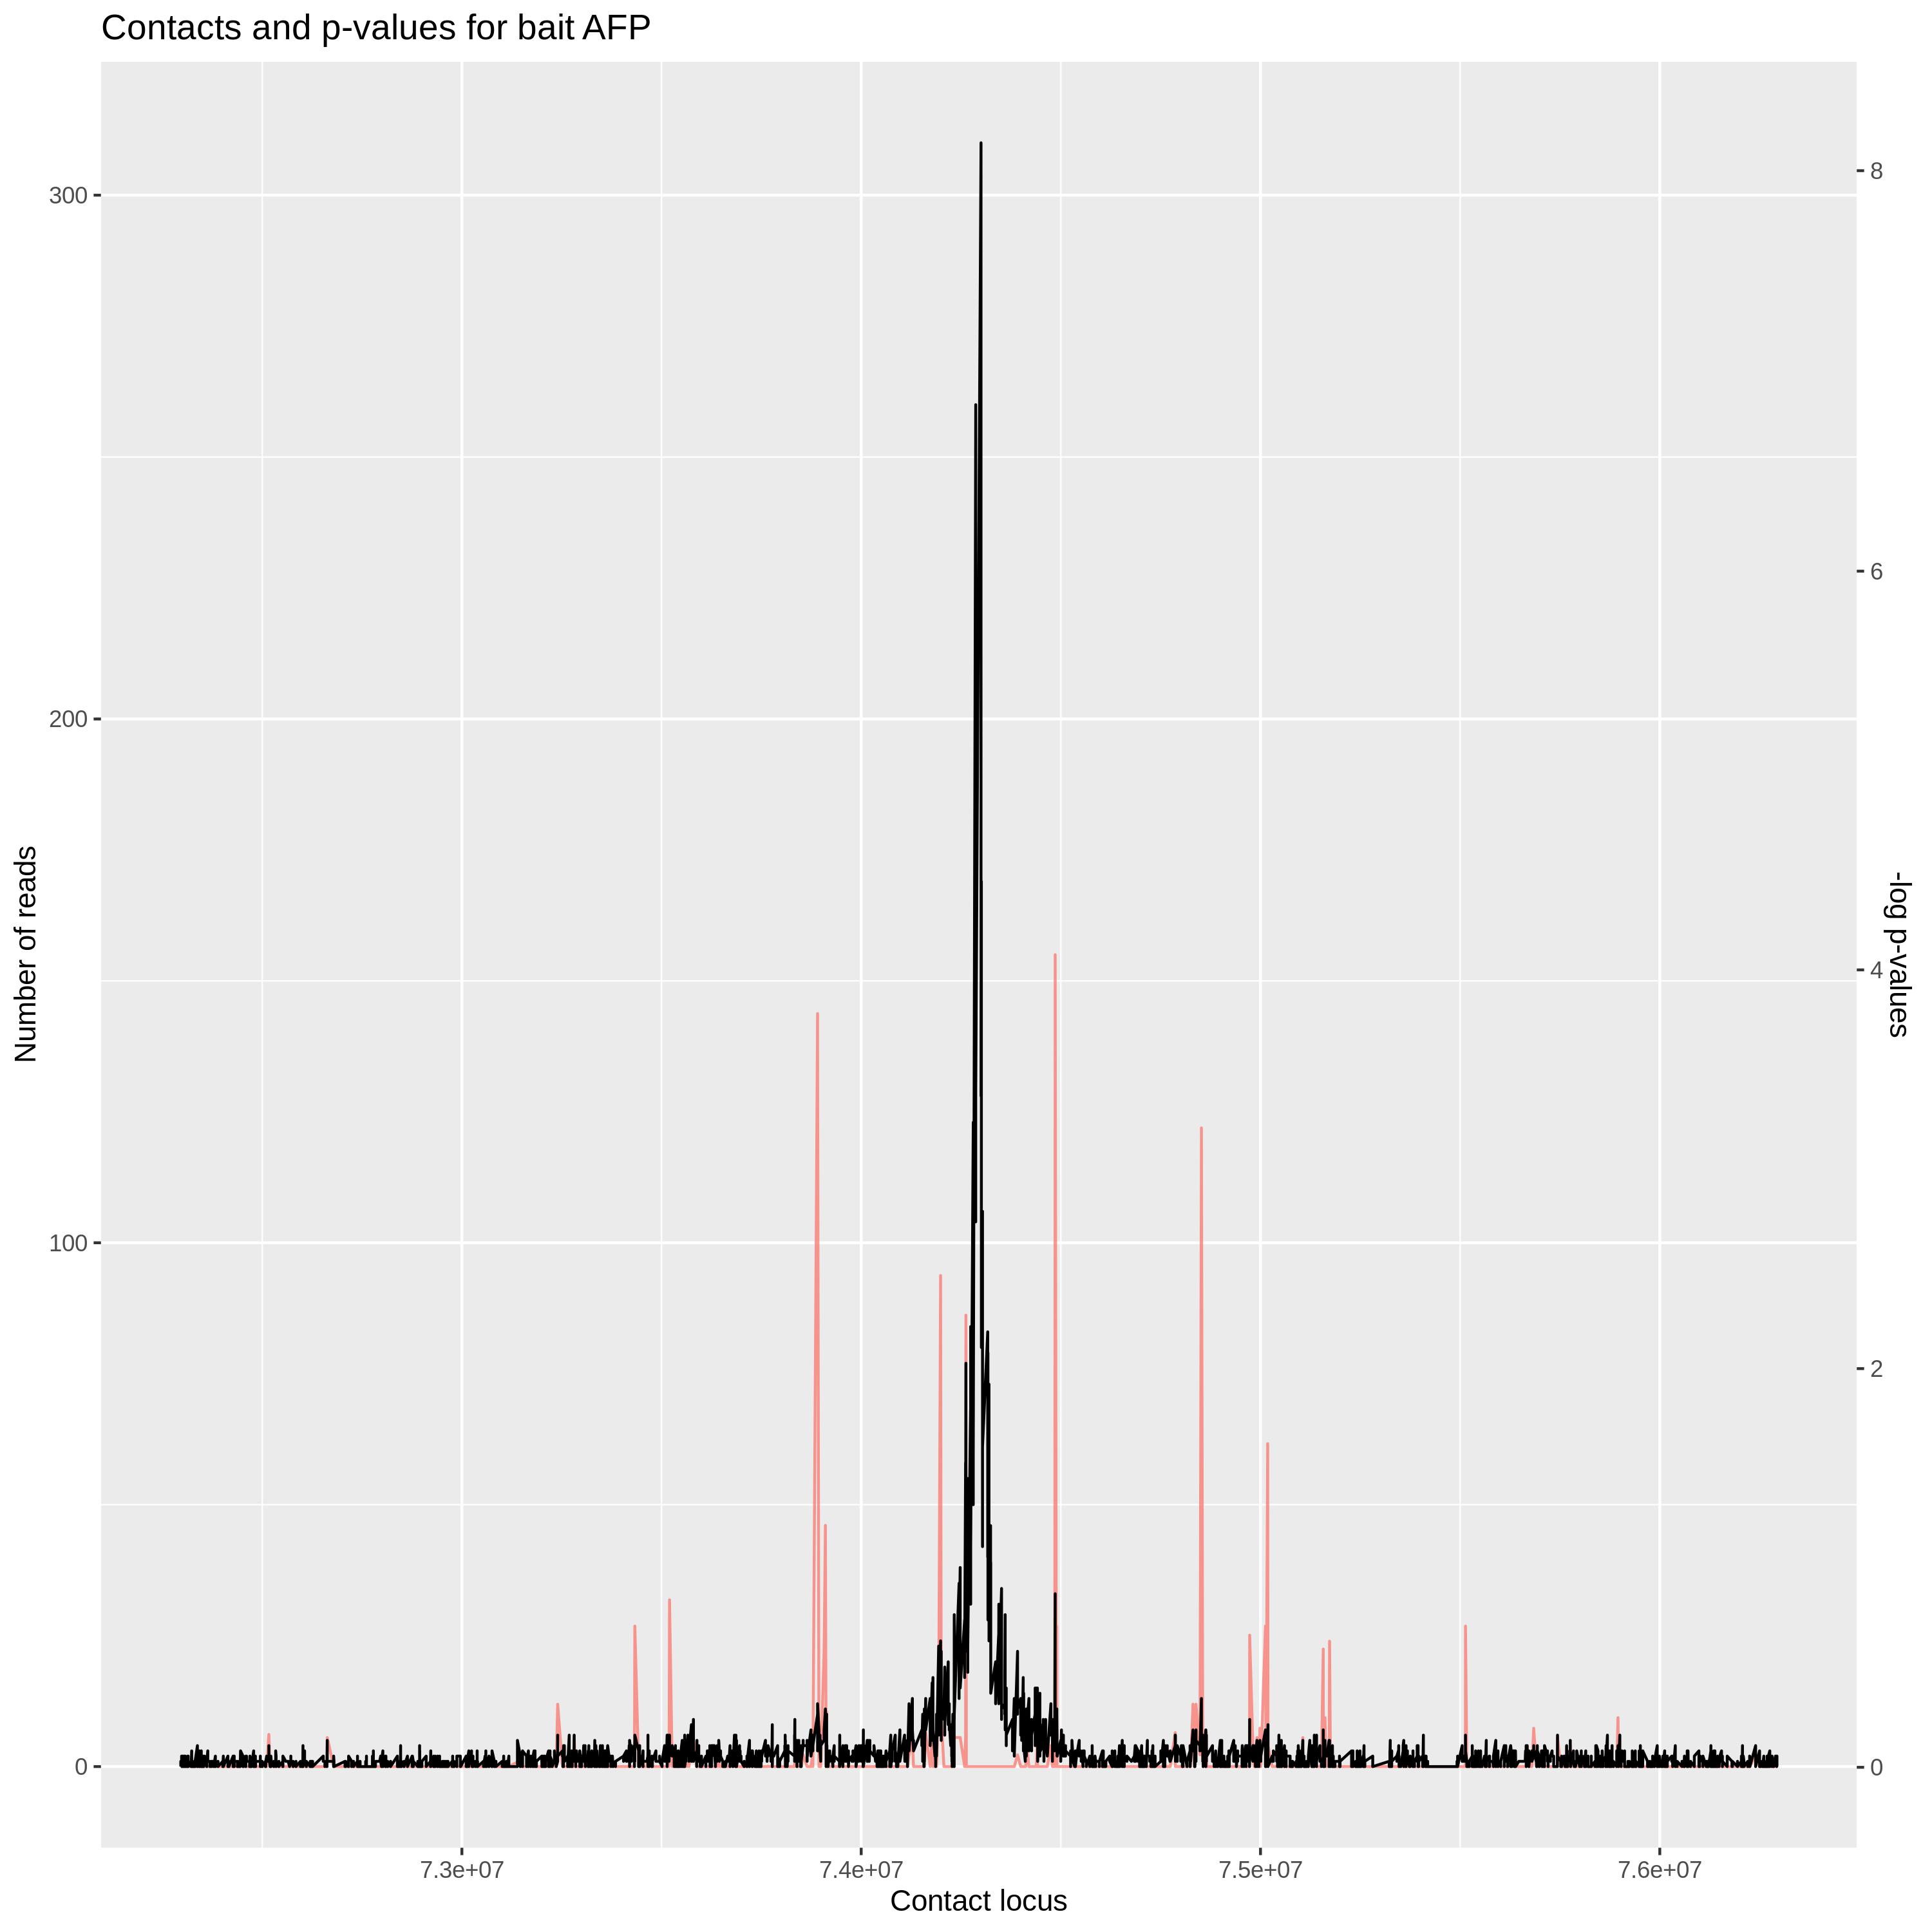 Contacts and p-values for bait AFP
300
200
100
0
8
6
4
2
0
Number of reads
-log p-values
7.3e+07
7.4e+07
7.5e+07
7.6e+07
Contact locus